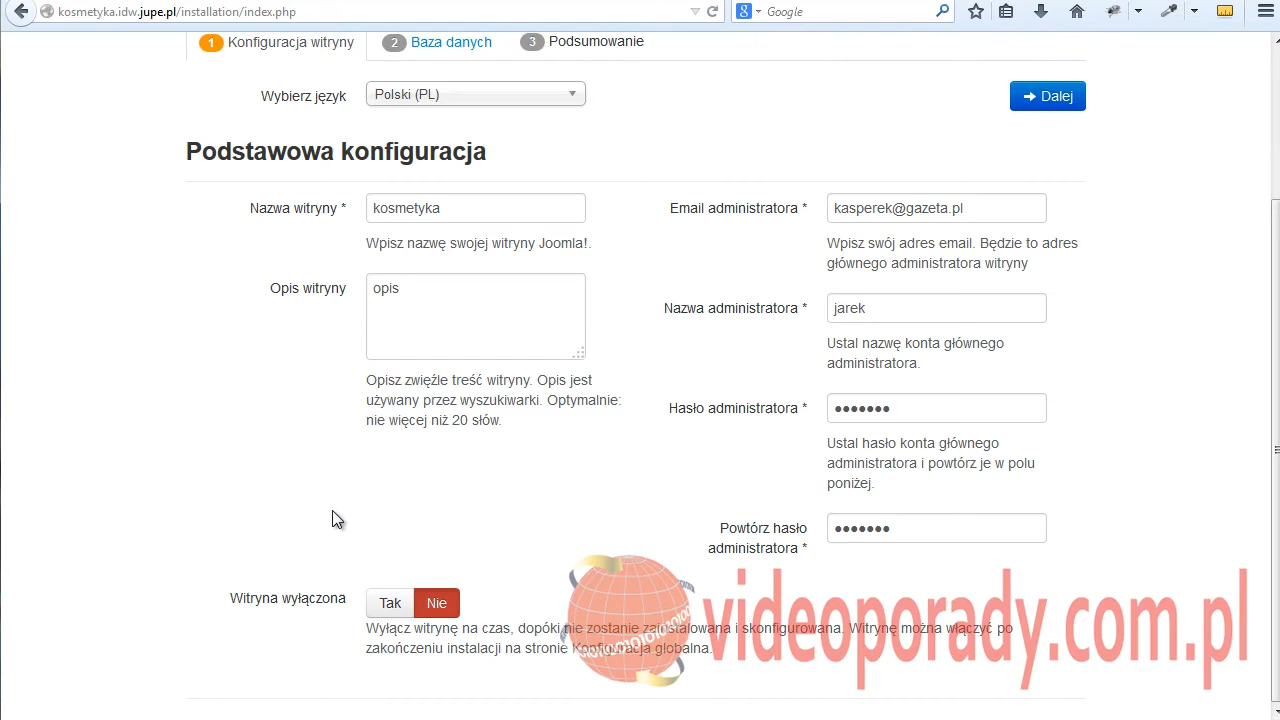 kosmetyka.idw.jupe.pl/installation/index.php
Google
1 Konfiguracja witryny 2 Baza danych 3 Podsumowanie
Wybierz język Polski (PL) Dalej
Podstawowa konfiguracja
Nazwa witryny * kosmetyka
Wpisz nazwę swojej witryny Joomla!.
Opis witryny opis
Opisz zwięźle treść witryny. Opis jest
używany przez wyszukiwarki. Optymalnie:
nie więcej niż 20 słów.
Email administratora * kasperek@gazeta.pl
Wpisz swój adres email. Będzie to adres
głównego administratora witryny
Nazwa administratora * jarek
Ustal nazwę konta głównego
administratora.
Hasło administratora * ●●●●●●●
Ustal hasło konta głównego
administratora i powtórz je w polu
poniżej.
Powtórz hasło
administratora * ●●●●●●●
Witryna wyłączona Tak Nie
Wyłącz witrynę na czas, dopóki nie zostanie zainstalowana i skonfigurowana. Witrynę można włączyć po
zakończeniu instalacji na stronie Konfiguracja globalna.
videoporady.com.pl